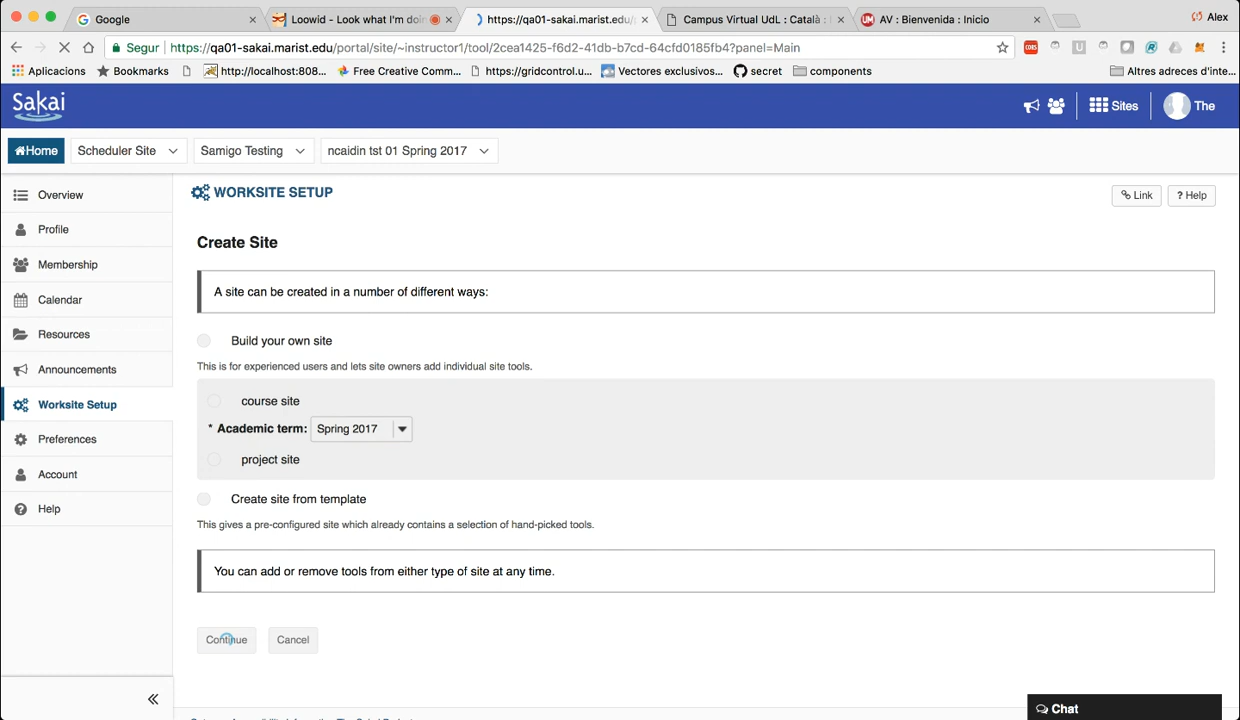 Google
Loowid - Look what I'm doin
https://qa01-sakai.marist.edu/
Campus Virtual UdL : Català :
AV : Bienvenida : Inicio
Alex
Segur
https://qa01-sakai.marist.edu/portal/site/~instructor1/tool/2cea1425-f6d2-41db-b7cd-64cfd0185fb4?panel=Main
Aplicacions
Bookmarks
http://localhost:808...
Free Creative Comm...
https://gridcontrol.u...
Vectores exclusivos...
secret
components
Altres adreces d'inte...
Sakai
Sites
The
Home
Scheduler Site
Samigo Testing
ncaidin tst 01 Spring 2017
Overview
Profile
Membership
Calendar
Resources
Announcements
Worksite Setup
Preferences
Account
Help
WORKSITE SETUP
Link
? Help
Create Site
A site can be created in a number of different ways:
Build your own site
This is for experienced users and lets site owners add individual site tools.
course site
* Academic term: Spring 2017
project site
Create site from template
This gives a pre-configured site which already contains a selection of hand-picked tools.
You can add or remove tools from either type of site at any time.
Continue
Cancel
Chat